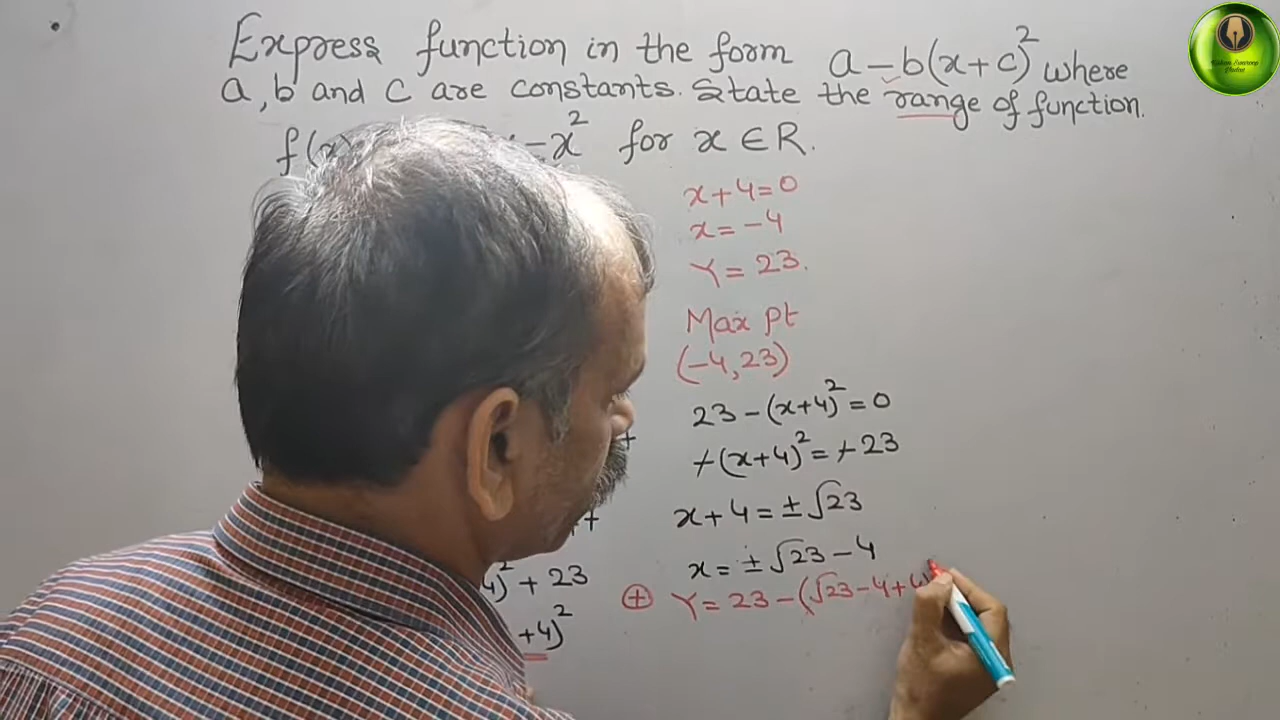 Express function in the form a - b(x + c)² where
a, b and c are constants. State the range of function.
f(x) - x² for x ∈ R.
x + 4 = 0
x = -4
Y = 23.
Max pt
(-4, 23)
23 - (x+4)² = 0
-(x+4)² = -23
x + 4 = ± √23
x = ± √23 - 4
⊕ Y = 23 - (√23 - 4 + 4)
4)² + 23
+4)²